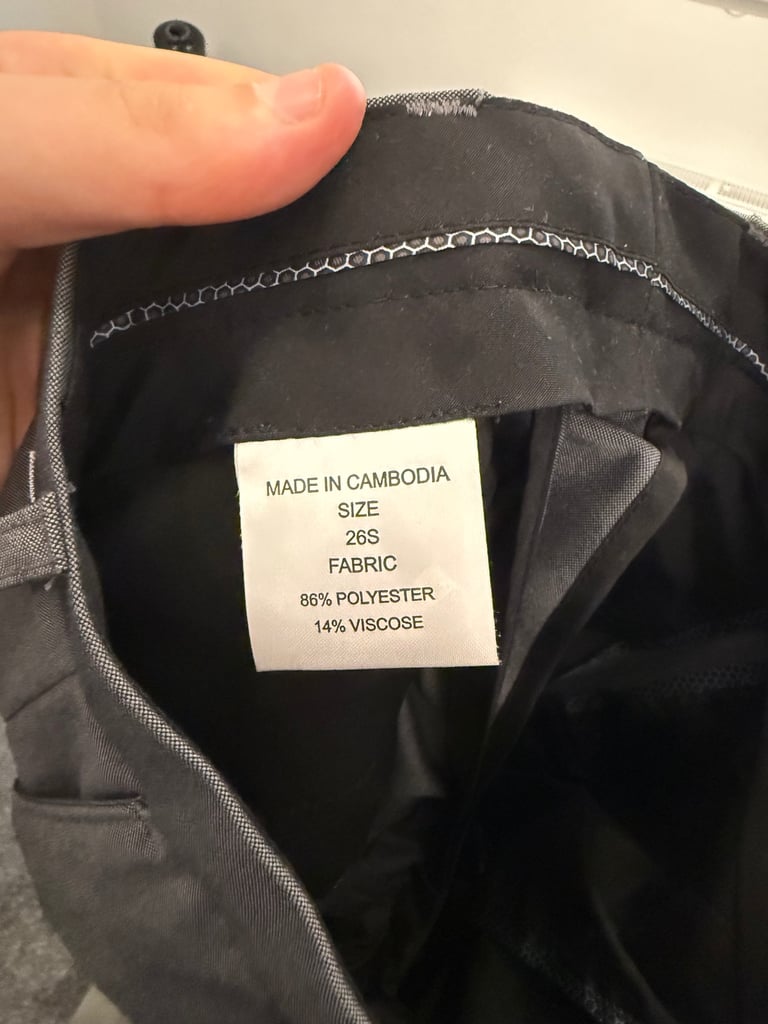 MADE IN CAMBODIA
SIZE
26S
FABRIC
86% POLYESTER
14% VISCOSE